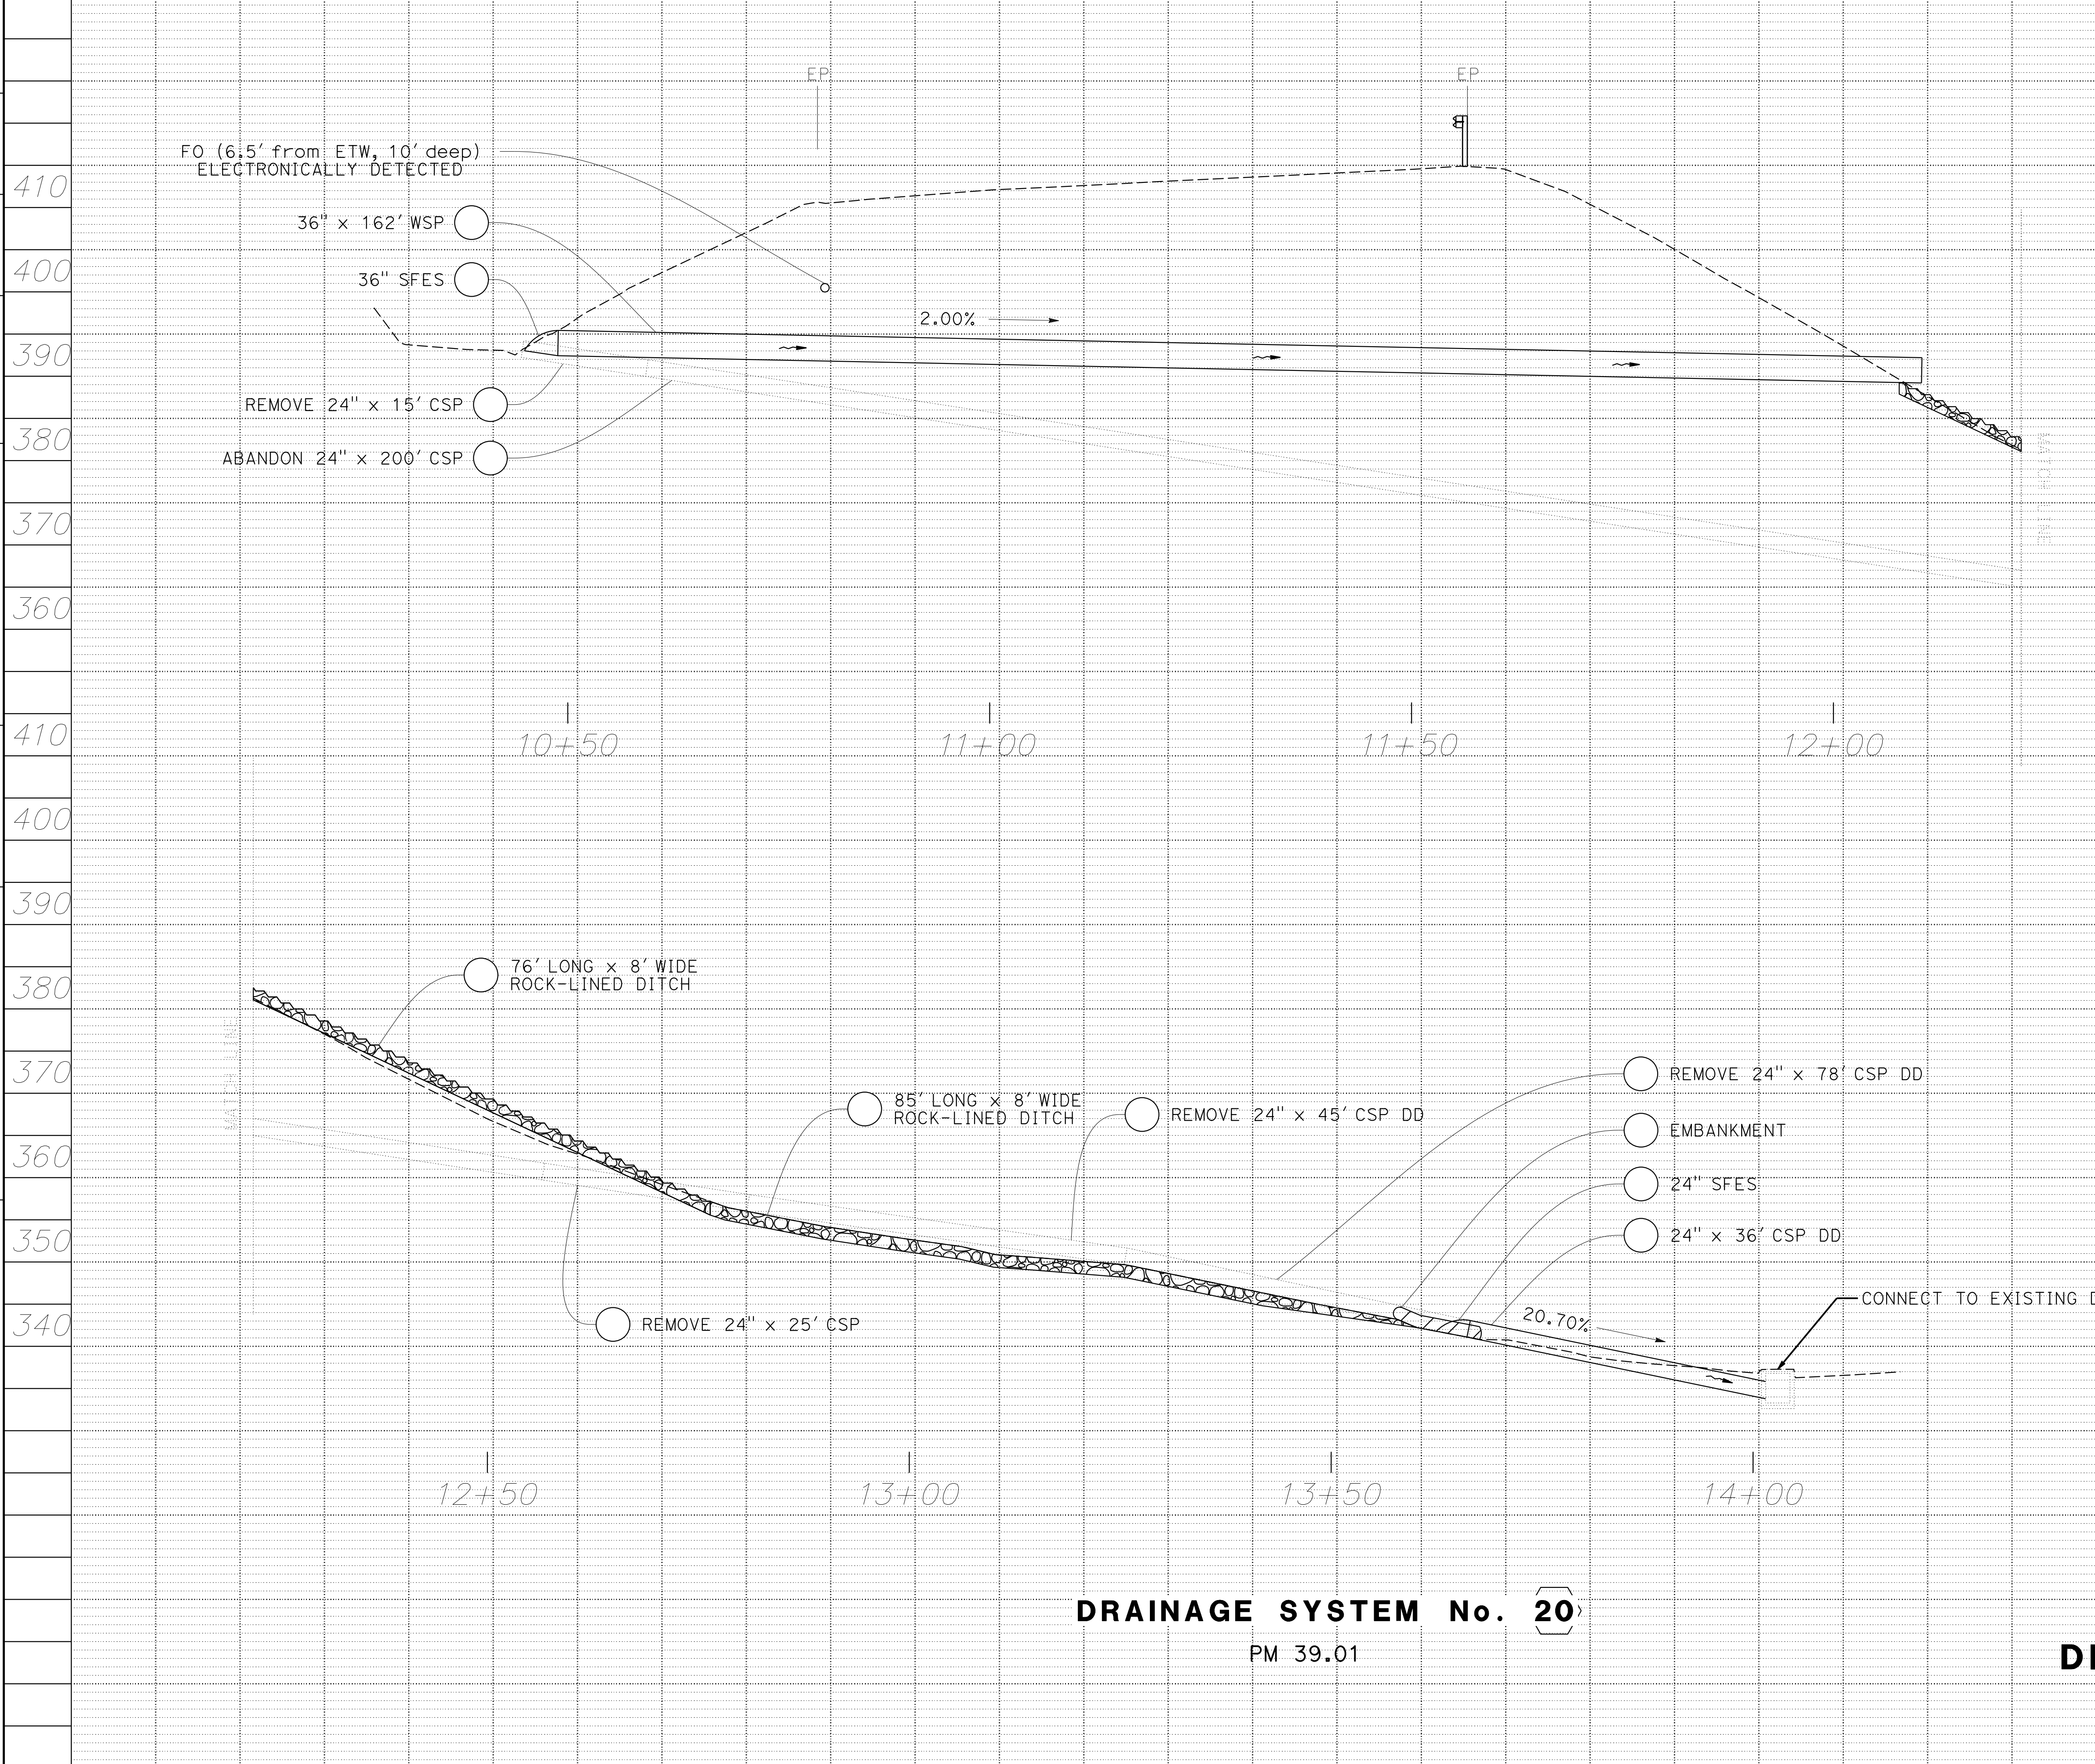 EP
EP
FO (6.5' from ETW, 10' deep)
ELECTRONICALLY DETECTED
410
36" x 162' WSP
400
36" SFES
2.00%
390
REMOVE 24" x 15' CSP
380
ABANDON 24" x 200' CSP
MATCH LINE
370
360
410
10+50
11+00
11+50
12+00
400
390
380
76' LONG x 8' WIDE
ROCK-LINED DITCH
MATCH LINE
370
REMOVE 24" x 78' CSP DD
85' LONG x 8' WIDE
ROCK-LINED DITCH
REMOVE 24" x 45' CSP DD
EMBANKMENT
360
24" SFES
350
24" x 36' CSP DD
CONNECT TO EXISTING D
340
REMOVE 24" x 25' CSP
20.70%
12+50
13+00
13+50
14+00
DRAINAGE SYSTEM No. 20
PM 39.01